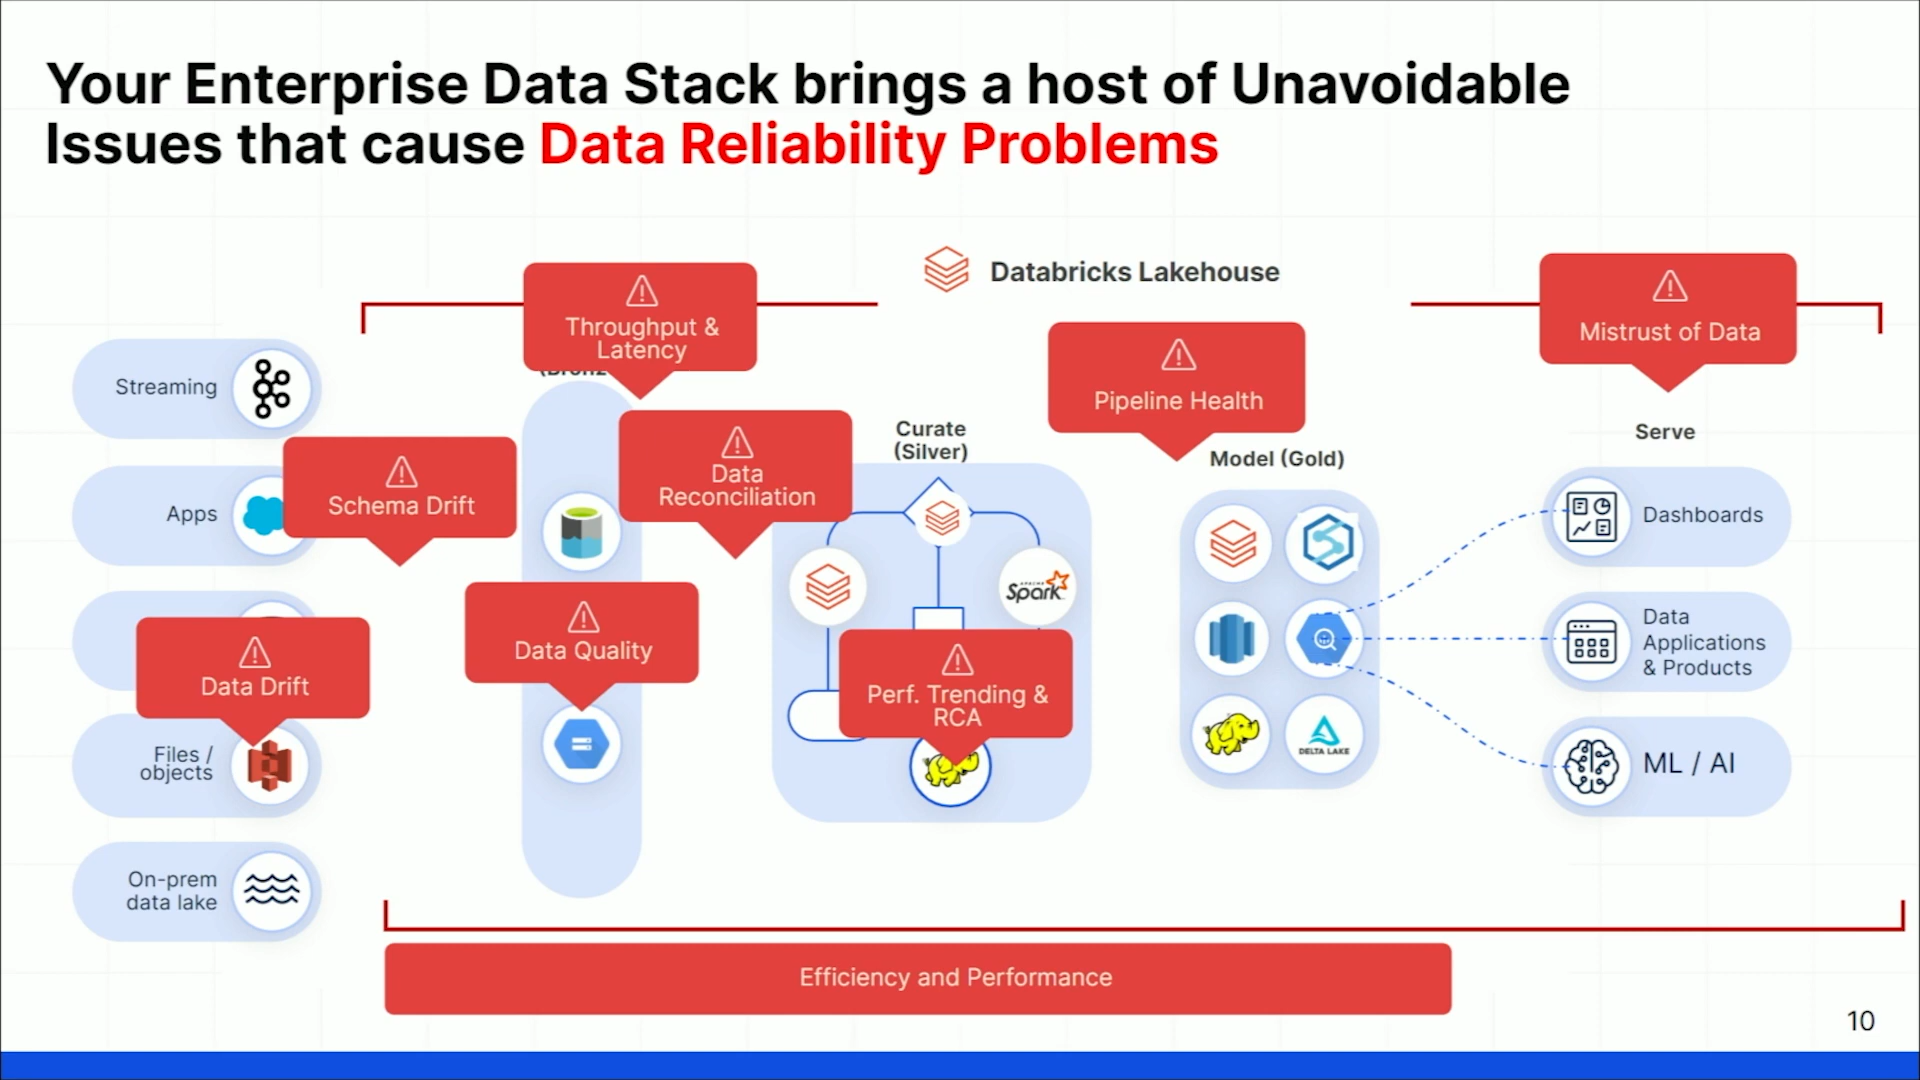 Your Enterprise Data Stack brings a host of Unavoidable
Issues that cause Data Reliability Problems
Databricks Lakehouse
Throughput &
Latency
Mistrust of Data
Pipeline Health
Streaming
Schema Drift
Data
Reconciliation
Curate
(Silver)
Model (Gold)
Serve
Apps
Dashboards
APACHE
Spark
Data Quality
Data
Applications
& Products
Data Drift
Perf. Trending &
RCA
Files /
objects
DELTA LAKE
ML / AI
On-prem
data lake
Efficiency and Performance
10